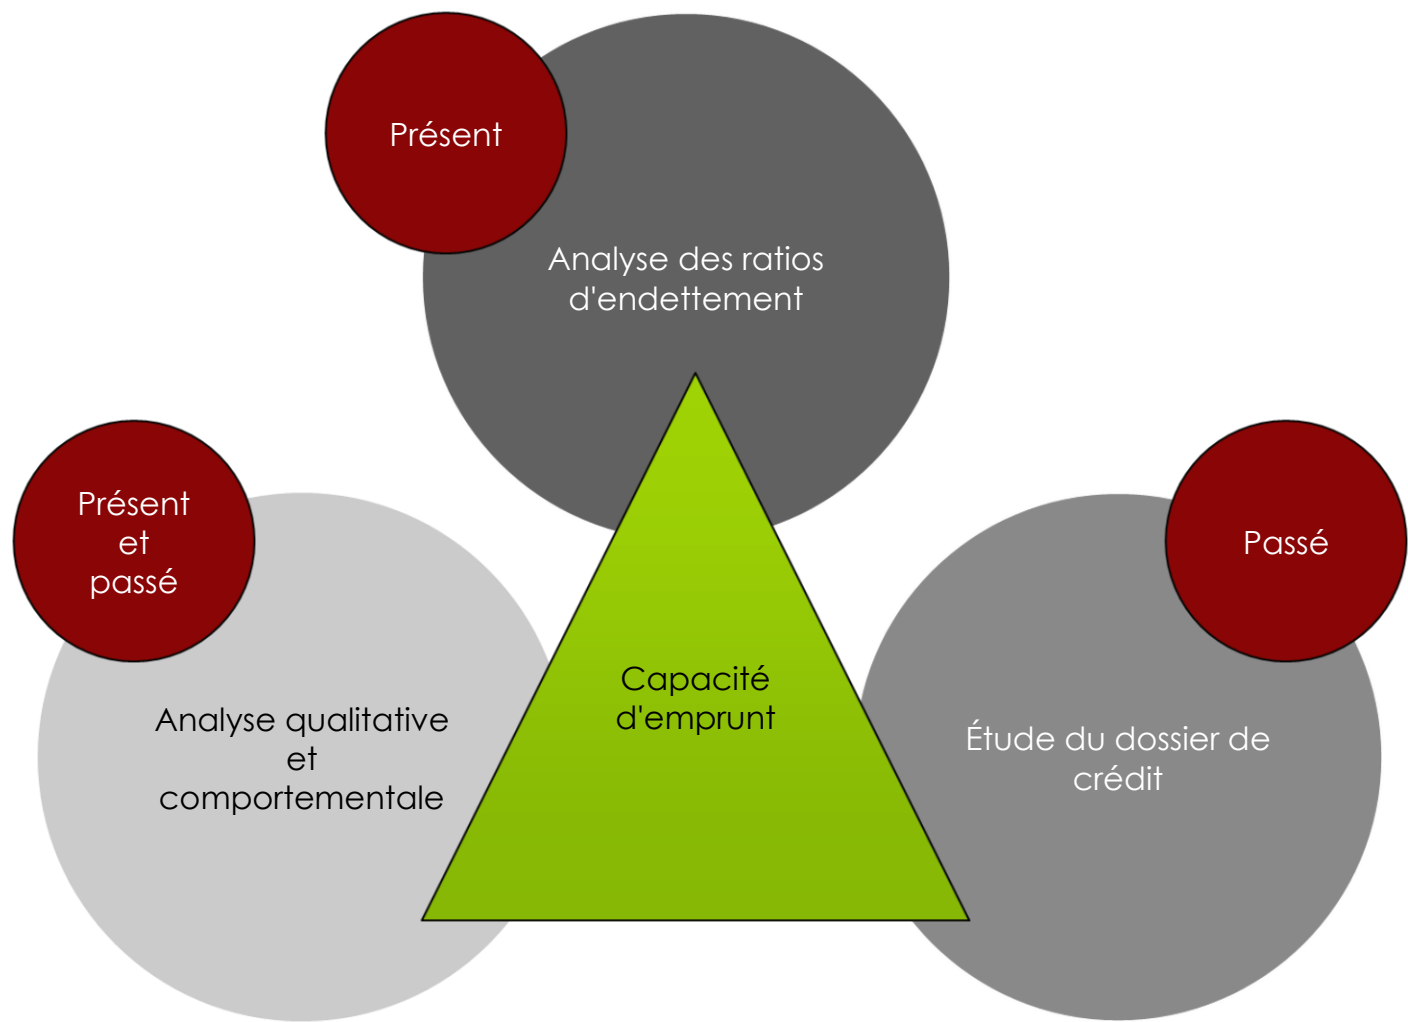 Présent
Analyse des ratios
d'endettement
Présent
et
passé
Analyse qualitative
et
comportementale
Capacité
d'emprunt
Passé
Étude du dossier de
crédit